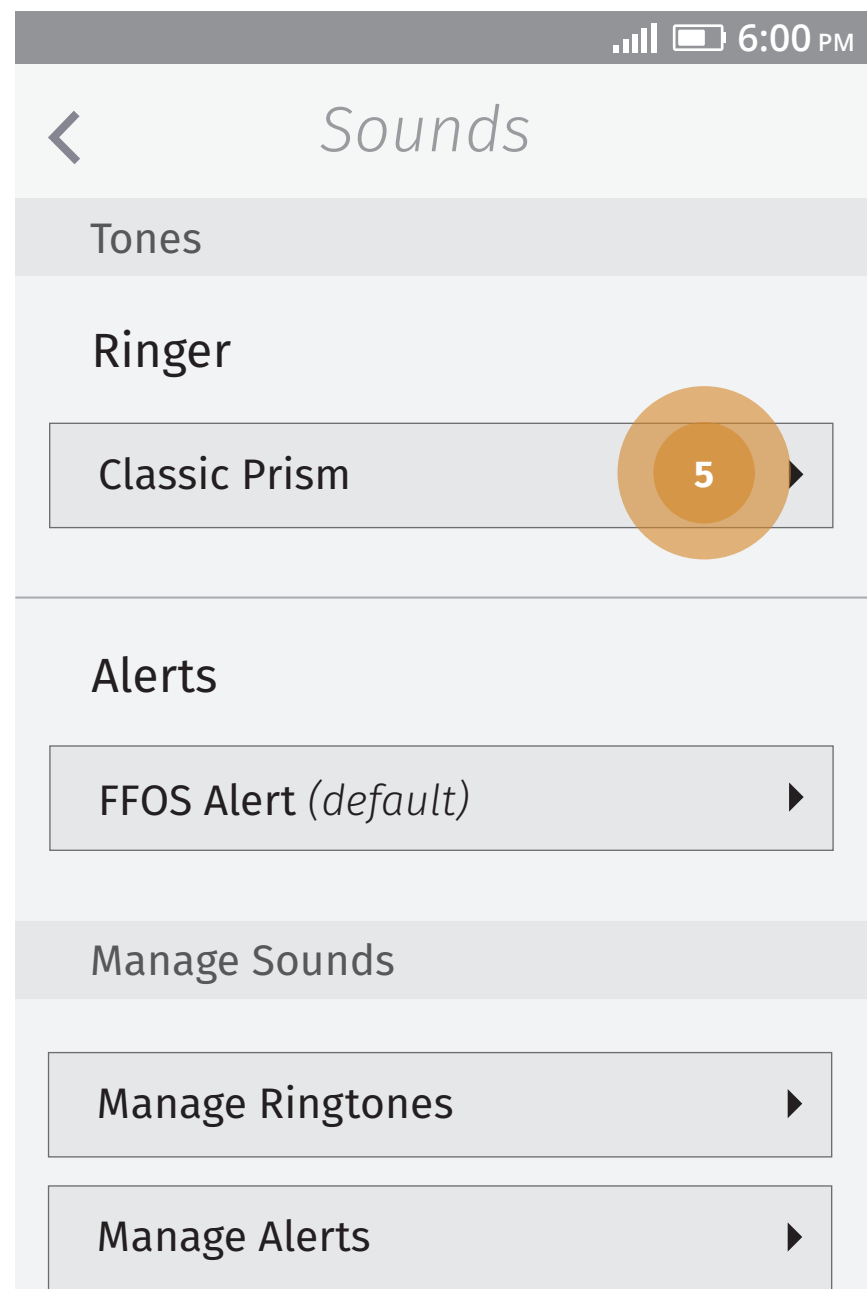 6:00 PM
Sounds
Tones
Ringer
Classic Prism
5
Alerts
FFOS Alert (default)
Manage Sounds
Manage Ringtones
Manage Alerts